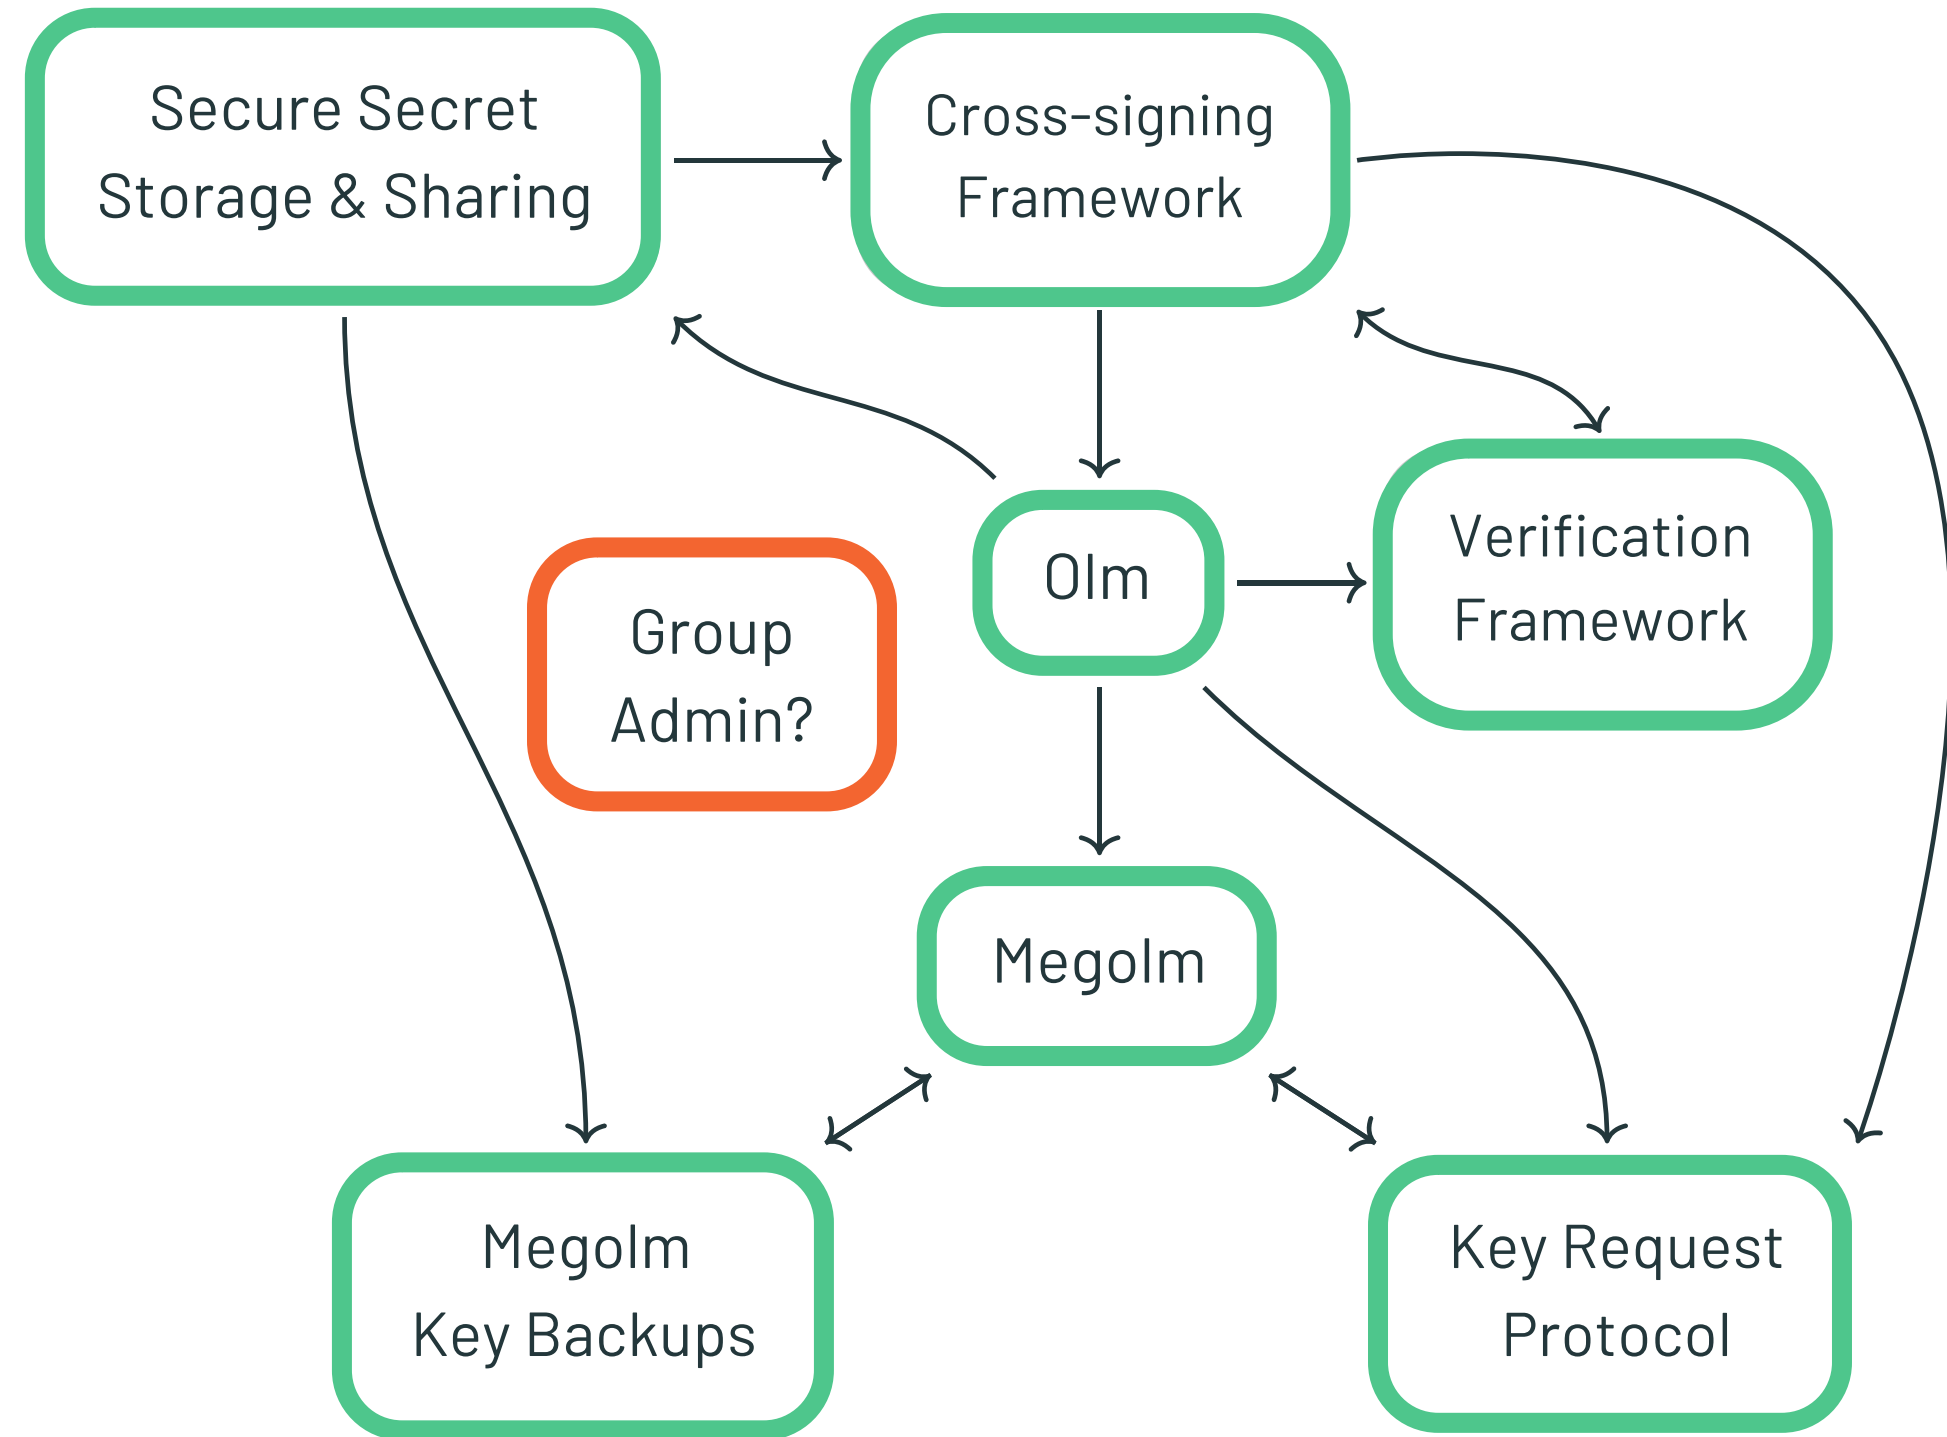 Secure Secret
Storage & Sharing
Cross-signing
Framework
Olm
Verification
Framework
Group
Admin?
Megolm
Megolm
Key Backups
Key Request
Protocol